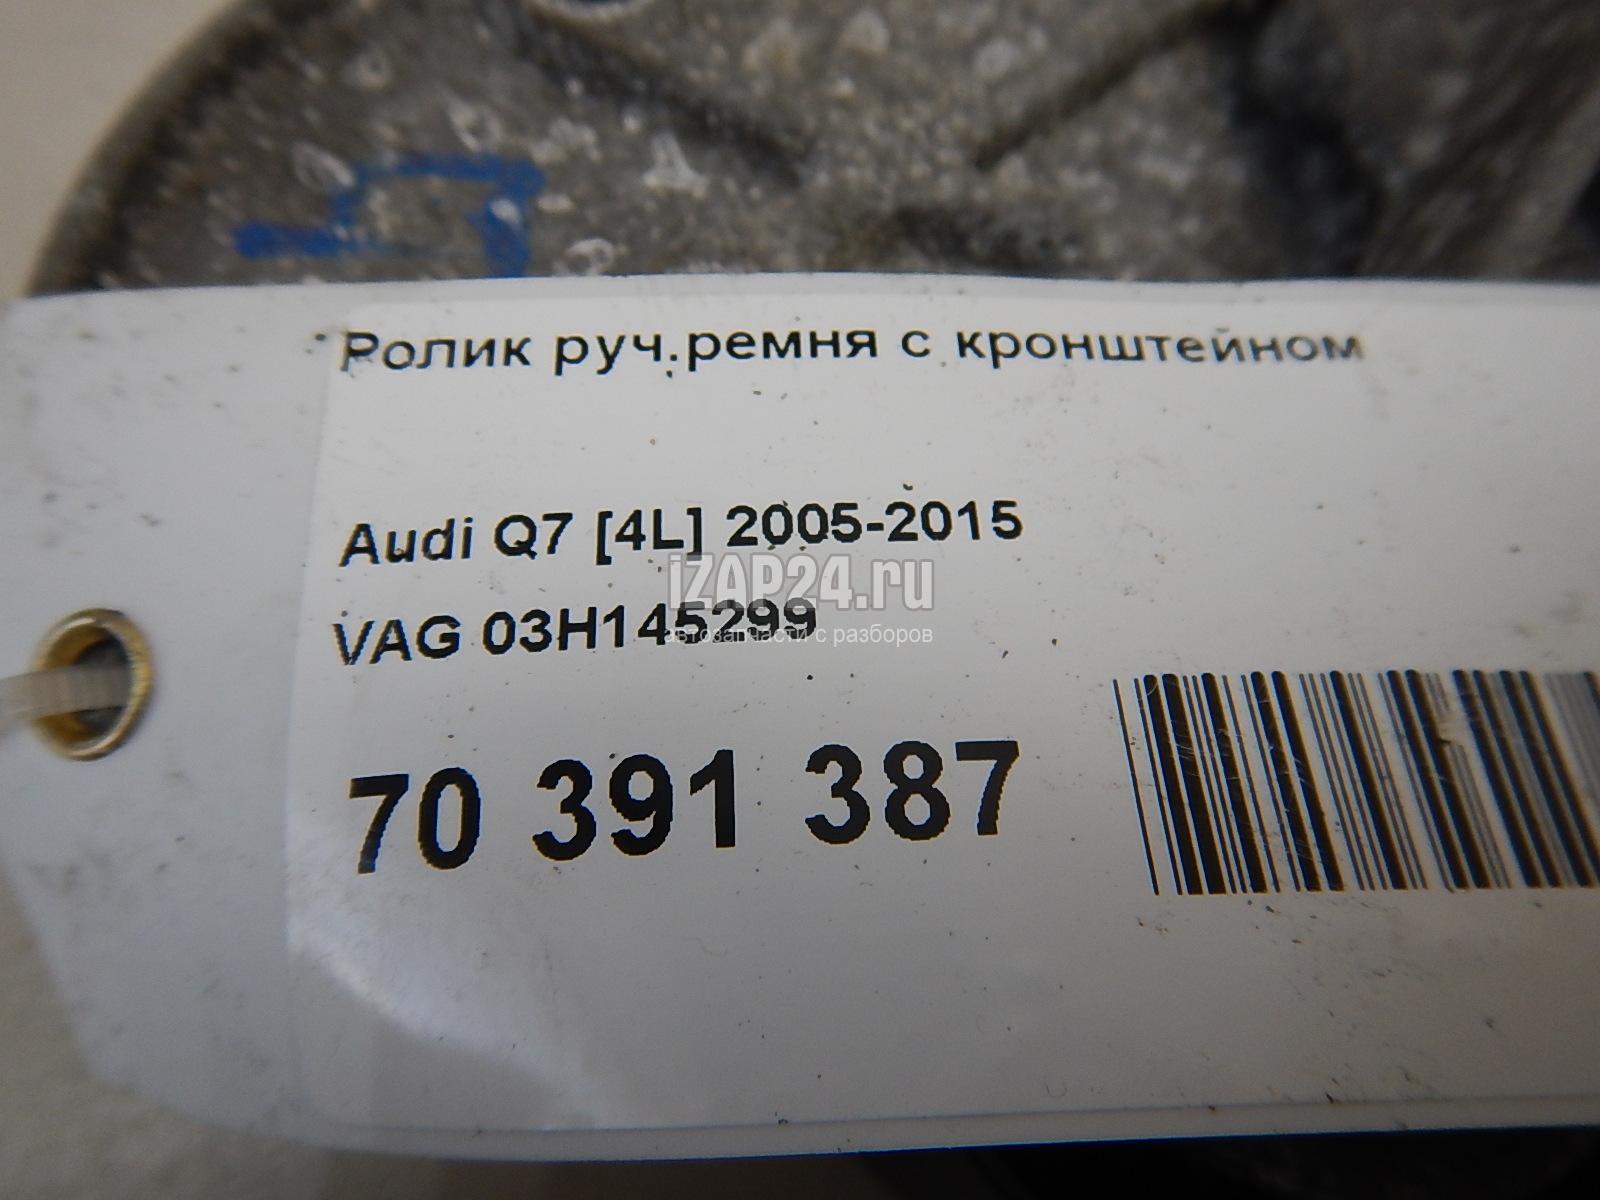 Ролик руч.ремня с кронштейном
Audi Q7 [4L] 2005-2015
iZAP24.ru
VAG 03H145299
автозапчасти с разборов
70 391 387